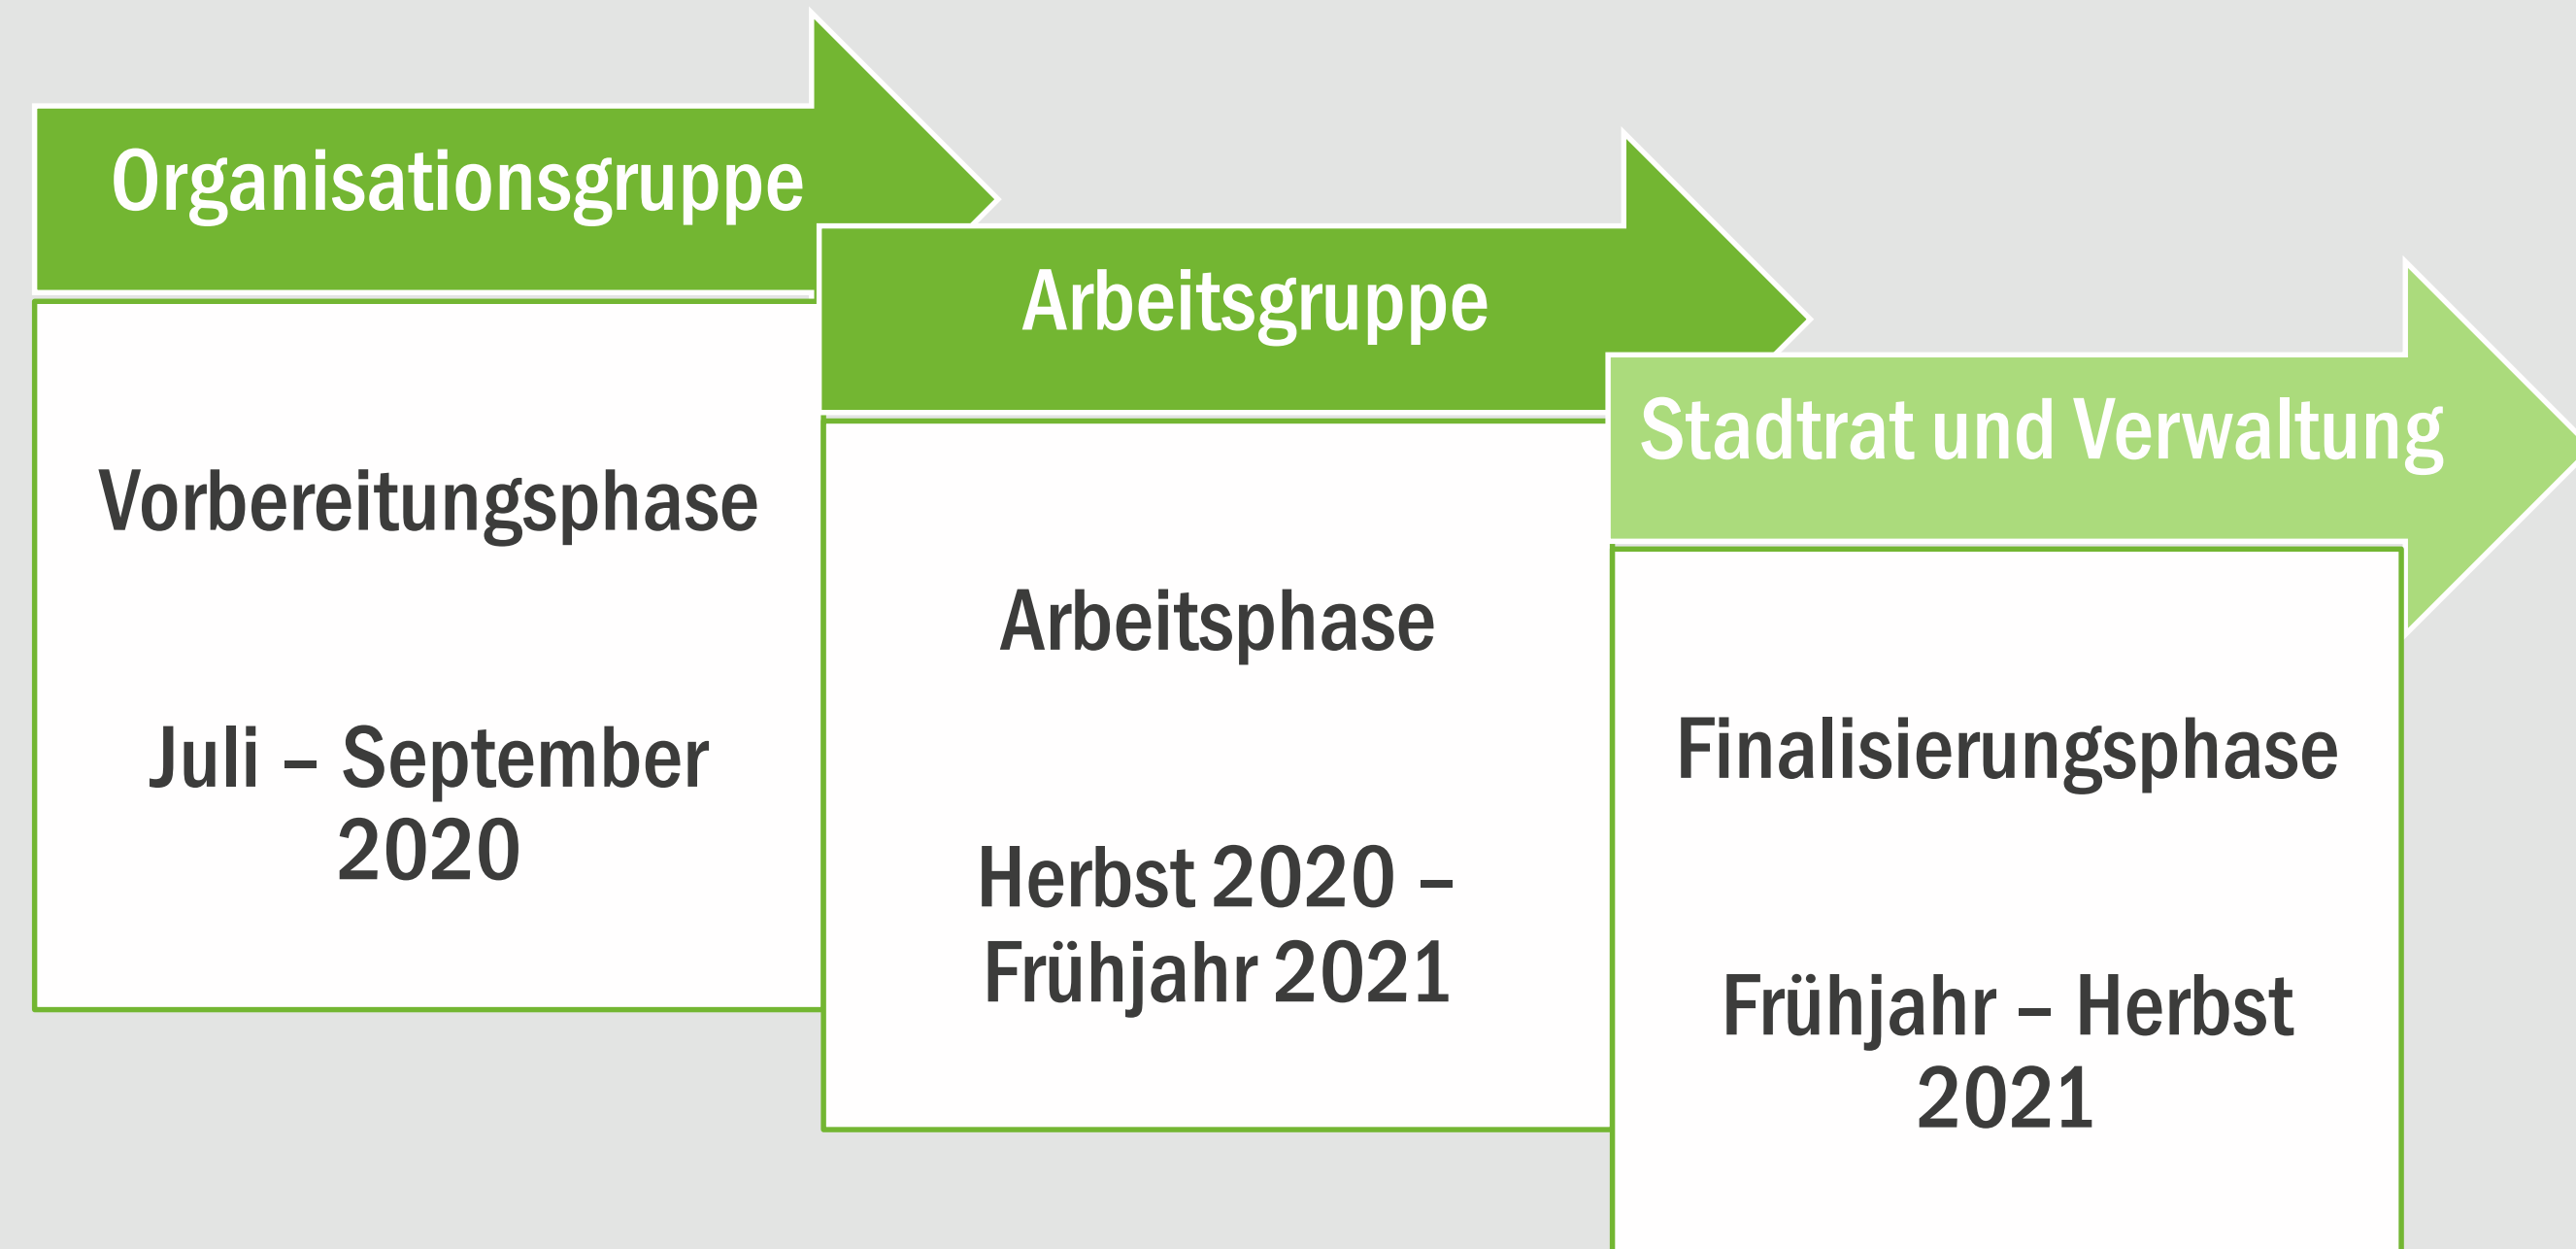 Organisationsgruppe
Vorbereitungsphase
Juli – September
2020
Arbeitsgruppe
Arbeitsphase
Herbst 2020 –
Frühjahr 2021
Stadtrat und Verwaltung
Finalisierungsphase
Frühjahr – Herbst
2021